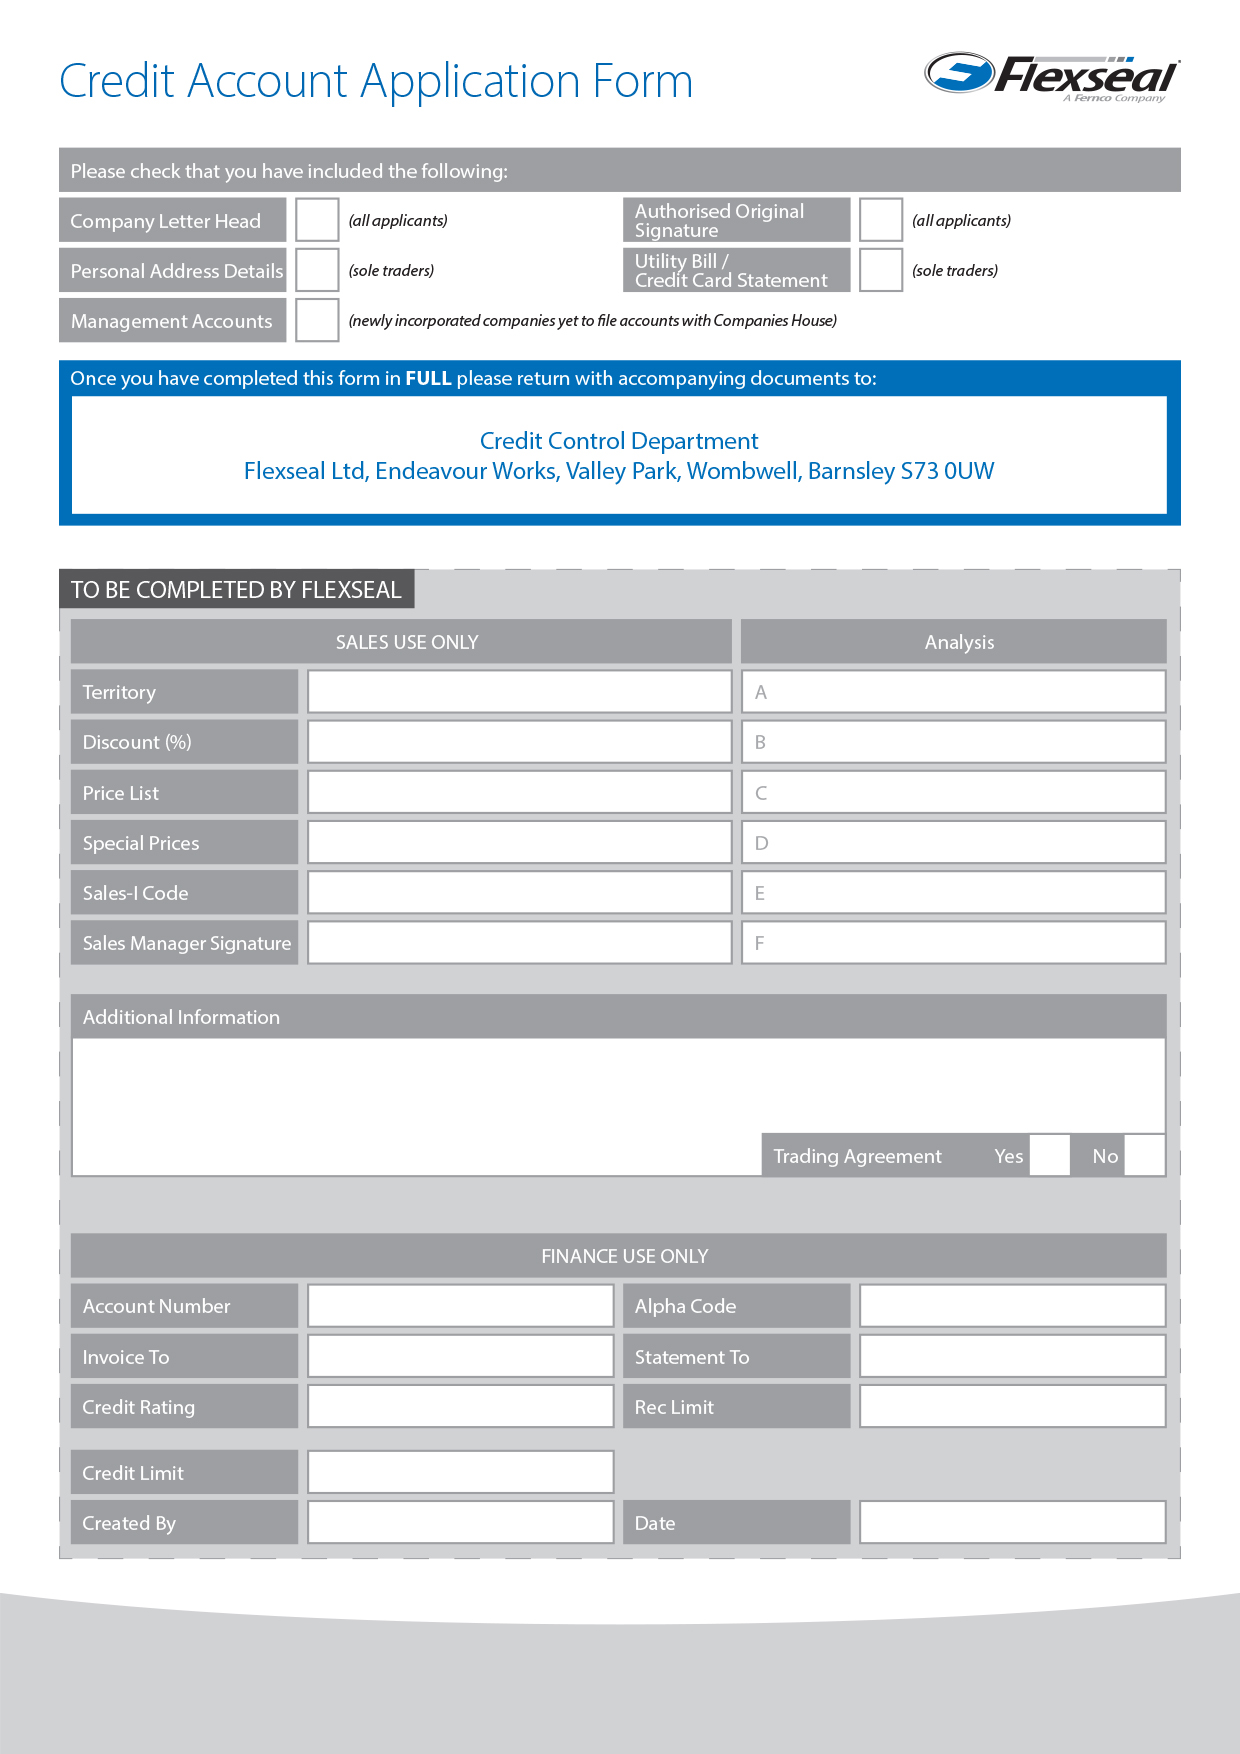 Credit Account Application Form
Flexseal
A Fernco Company
Please check that you have included the following:
Company Letter Head
(all applicants)
Authorised Original
Signature
(all applicants)
Personal Address Details
(sole traders)
Utility Bill /
Credit Card Statement
(sole traders)
Management Accounts
(newly incorporated companies yet to file accounts with Companies House)
Once you have completed this form in FULL please return with accompanying documents to:
Credit Control Department
Flexseal Ltd, Endeavour Works, Valley Park, Wombwell, Barnsley S73 0UW
TO BE COMPLETED BY FLEXSEAL
SALES USE ONLY
Analysis
Territory
A
Discount (%)
B
Price List
C
Special Prices
D
Sales-I Code
E
Sales Manager Signature
F
Additional Information
Trading Agreement Yes No
FINANCE USE ONLY
Account Number
Alpha Code
Invoice To
Statement To
Credit Rating
Rec Limit
Credit Limit
Created By
Date